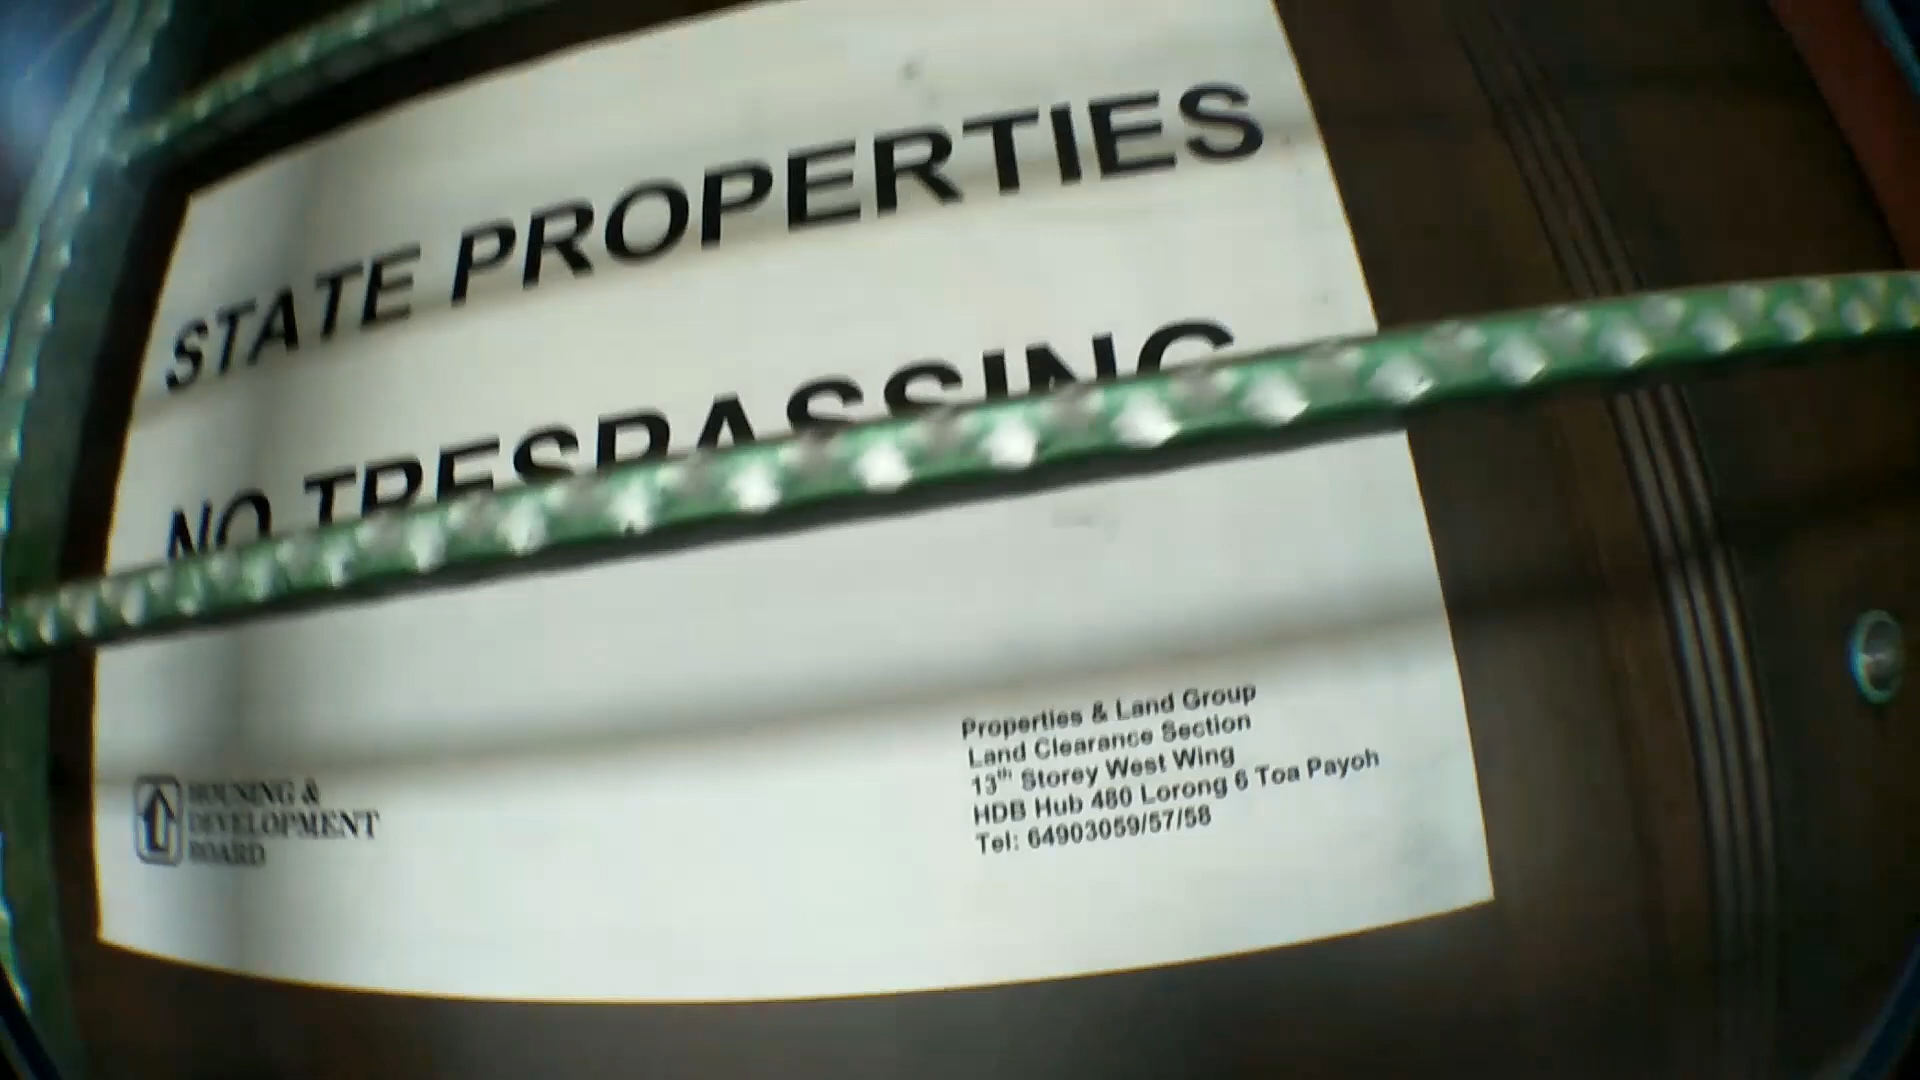 STATE PROPERTIES
NO TRESPASSING
HOUSING &
DEVELOPMENT
BOARD
Properties & Land Group
Land Clearance Section
13th Storey West Wing
HDB Hub 480 Lorong 6 Toa Payoh
Tel: 64903059/57/58